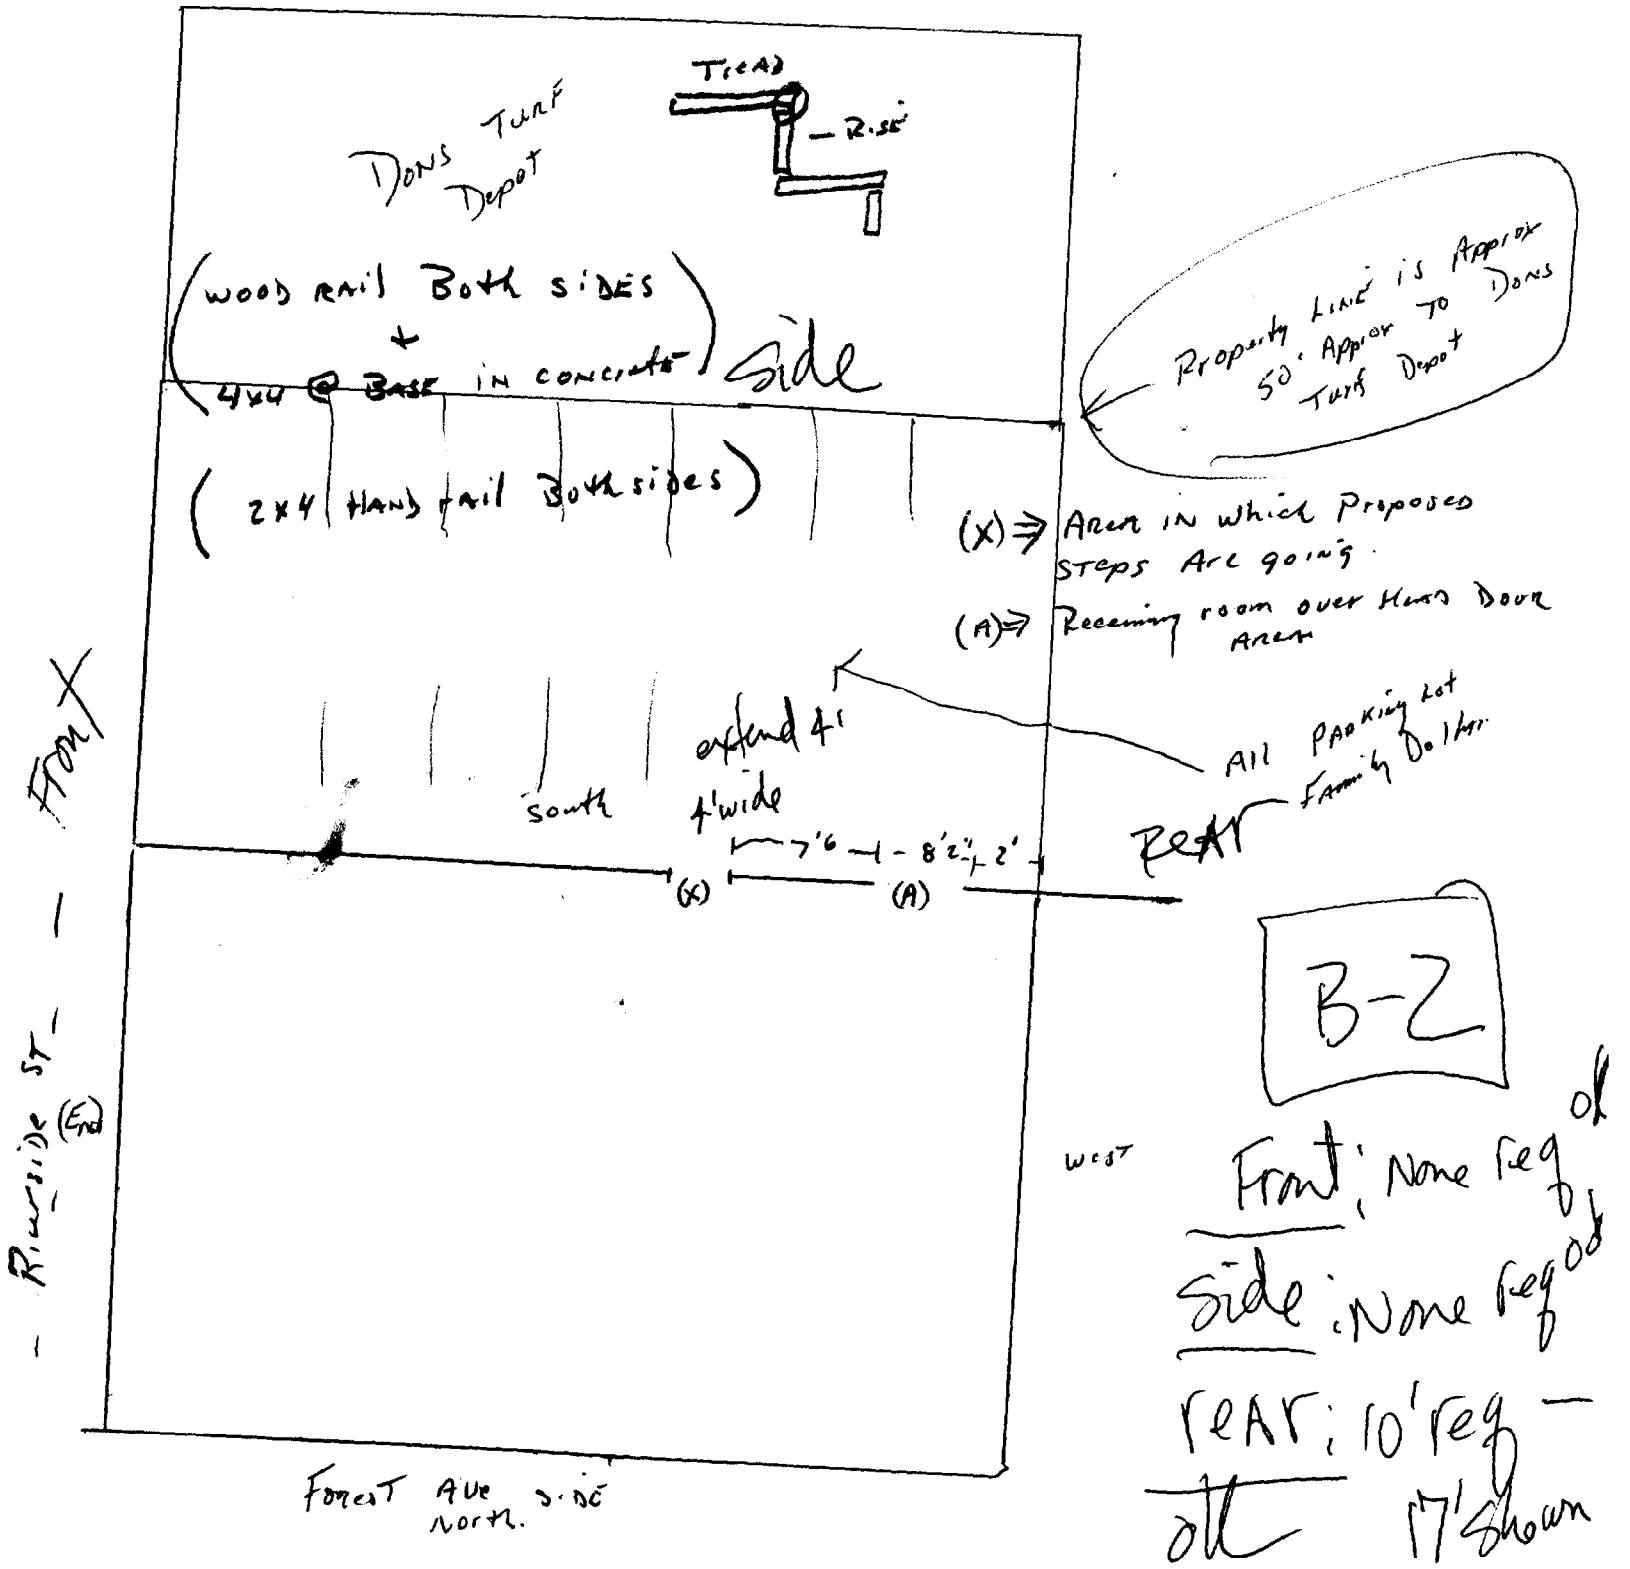 TreAD
- Rise
Dons Turf
Depot
(wood rail Both sides
+
4x4 @ Base in concrete)
side
(2x4 Hand rail Both sides)
Property Line is Approx
50' Approx To Dons
Turf Depot
(X) ⇒ Area in which Proposed
steps Are going.
(A) ⇒ Receiving room over Head Door
Area
All Parking Lot
Family Dollar.
reAr
extend 4'
4' wide
south
7'6 8'2" 2'
(X) (A)
Front
- Riverside ST - - -
(End)
B-2
west
Front: None req ok
side: None req ok
reAr: 10' req -
ok 17' shown
Forest Ave side
North.